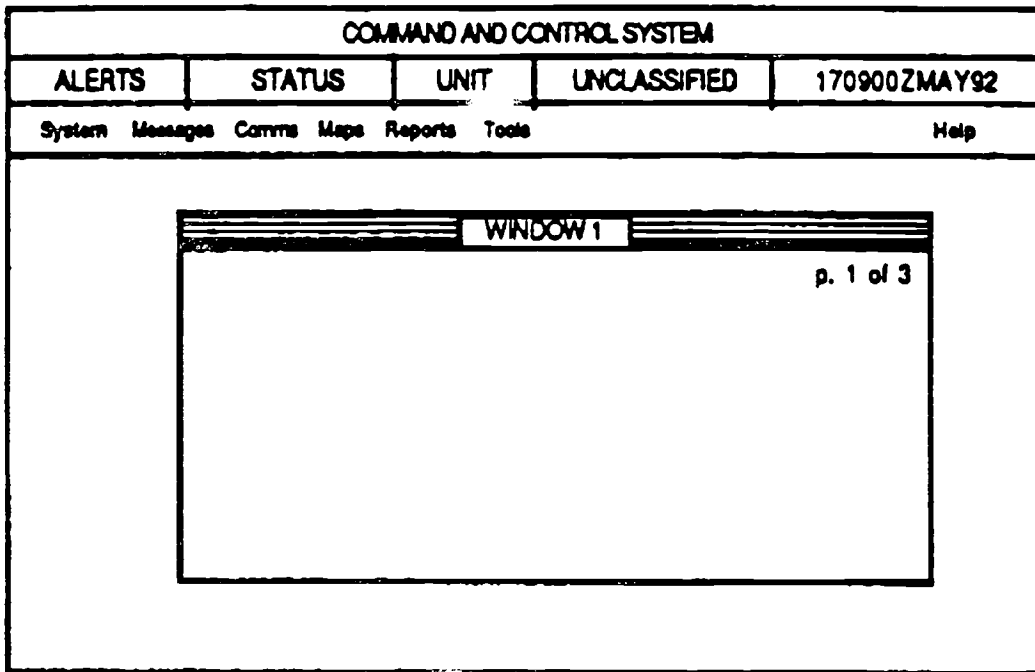 COMMAND AND CONTROL SYSTEM
ALERTS STATUS UNIT UNCLASSIFIED 170900ZMAY92
System Messages Comms Maps Reports Tools Help
WINDOW 1
p. 1 of 3